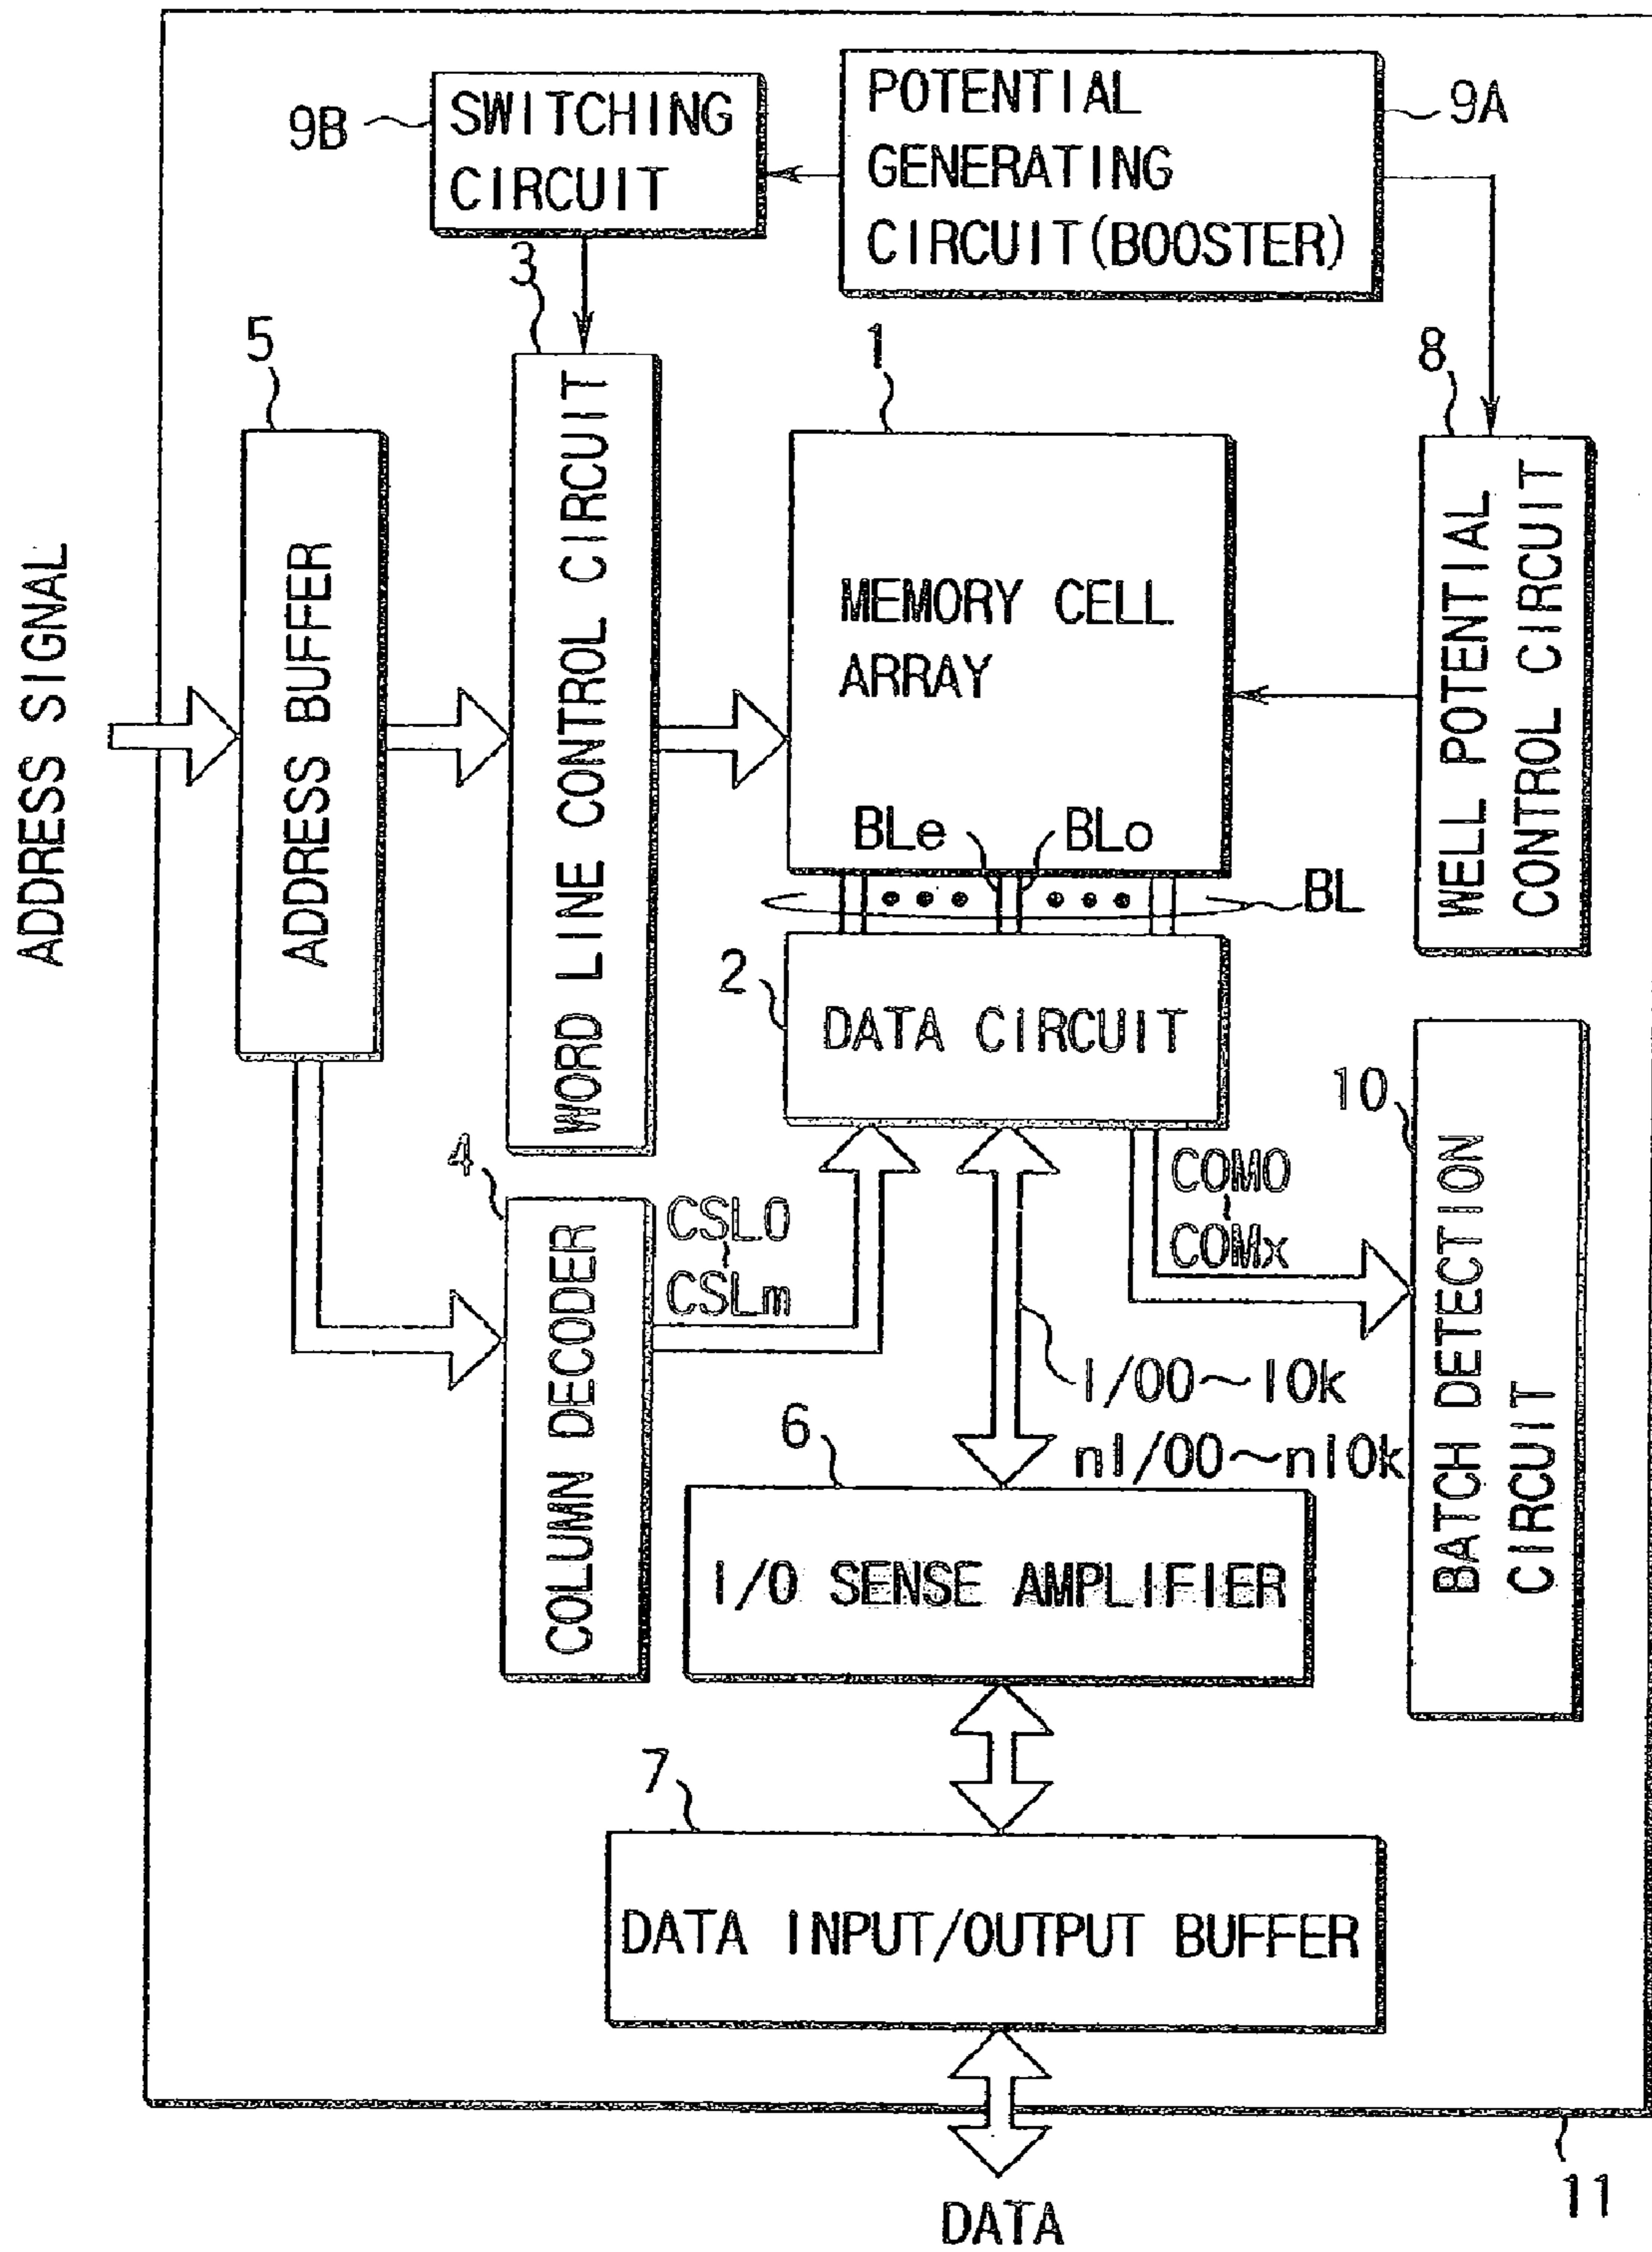 9B
SWITCHING
CIRCUIT
POTENTIAL
GENERATING
CIRCUIT(BOOSTER)
9A
3
5
1
8
ADDRESS SIGNAL
ADDRESS BUFFER
WORD LINE CONTROL CIRCUIT
MEMORY CELL
ARRAY
WELL POTENTIAL
CONTROL CIRCUIT
BLe
BLo
BL
2
DATA CIRCUIT
10
4
CSL0
~
CSLm
COM0
~
COMx
COLUMN DECODER
BATCH DETECTION
CIRCUIT
I/O0~IOk
nI/O0~nIOk
6
I/O SENSE AMPLIFIER
7
DATA INPUT/OUTPUT BUFFER
11
DATA